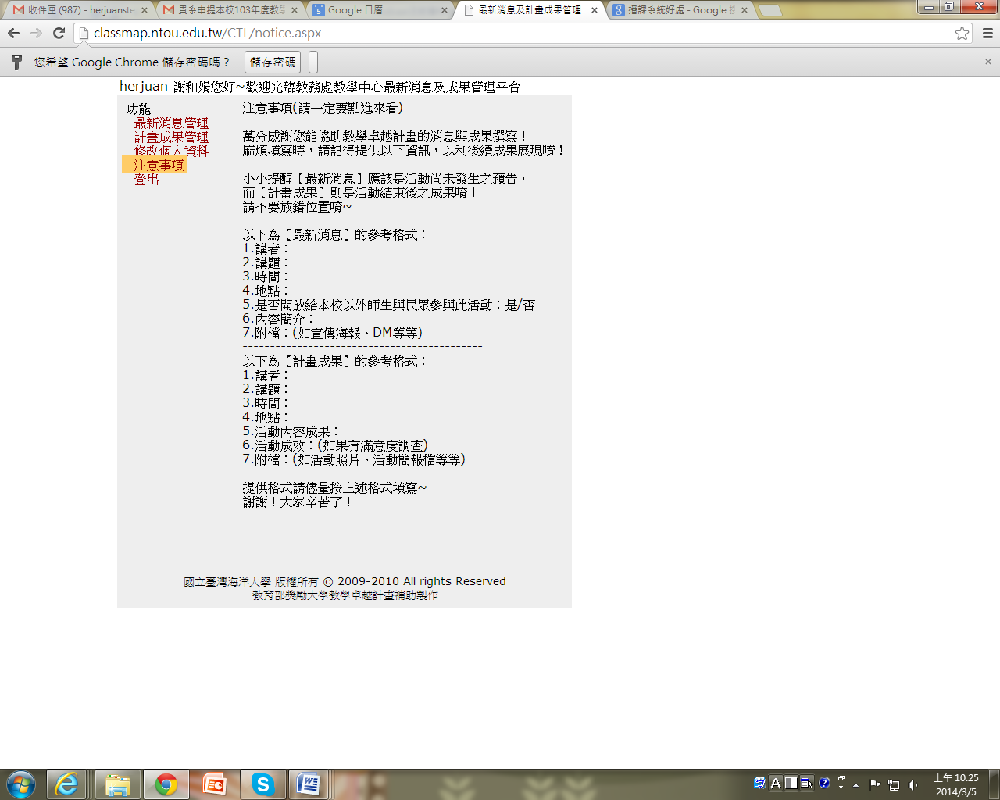 收件匣 (987) - herjuanste
貴系申提本校103年度教學
Google 日曆
最新消息及計畫成果管理
播課系統好處 - Google 搜
classmap.ntou.edu.tw/CTL/notice.aspx
您希望 Google Chrome 儲存密碼嗎？
儲存密碼
herjuan 謝和娟您好~歡迎光臨教務處教學中心最新消息及成果管理平台
功能
最新消息管理
計畫成果管理
修改個人資料
注意事項
登出
注意事項(請一定要點進來看)
萬分感謝您能協助教學卓越計畫的消息與成果撰寫！
麻煩填寫時，請記得提供以下資訊，以利後續成果展現唷！
小小提醒【最新消息】應該是活動尚未發生之預告，
而【計畫成果】則是活動結束後之成果唷！
請不要放錯位置唷~
以下為【最新消息】的參考格式：
1.講者：
2.講題：
3.時間：
4.地點：
5.是否開放給本校以外師生與民眾參與此活動：是/否
6.內容簡介：
7.附檔：(如宣傳海報、DM等等)
--------------------------------------------
以下為【計畫成果】的參考格式：
1.講者：
2.講題：
3.時間：
4.地點：
5.活動內容成果：
6.活動成效：(如果有滿意度調查)
7.附檔：(如活動照片、活動簡報檔等等)
提供格式請儘量按上述格式填寫~
謝謝！大家辛苦了！
國立臺灣海洋大學 版權所有 © 2009-2010 All rights Reserved
教育部獎勵大學教學卓越計畫補助製作
上午 10:25
2014/3/5